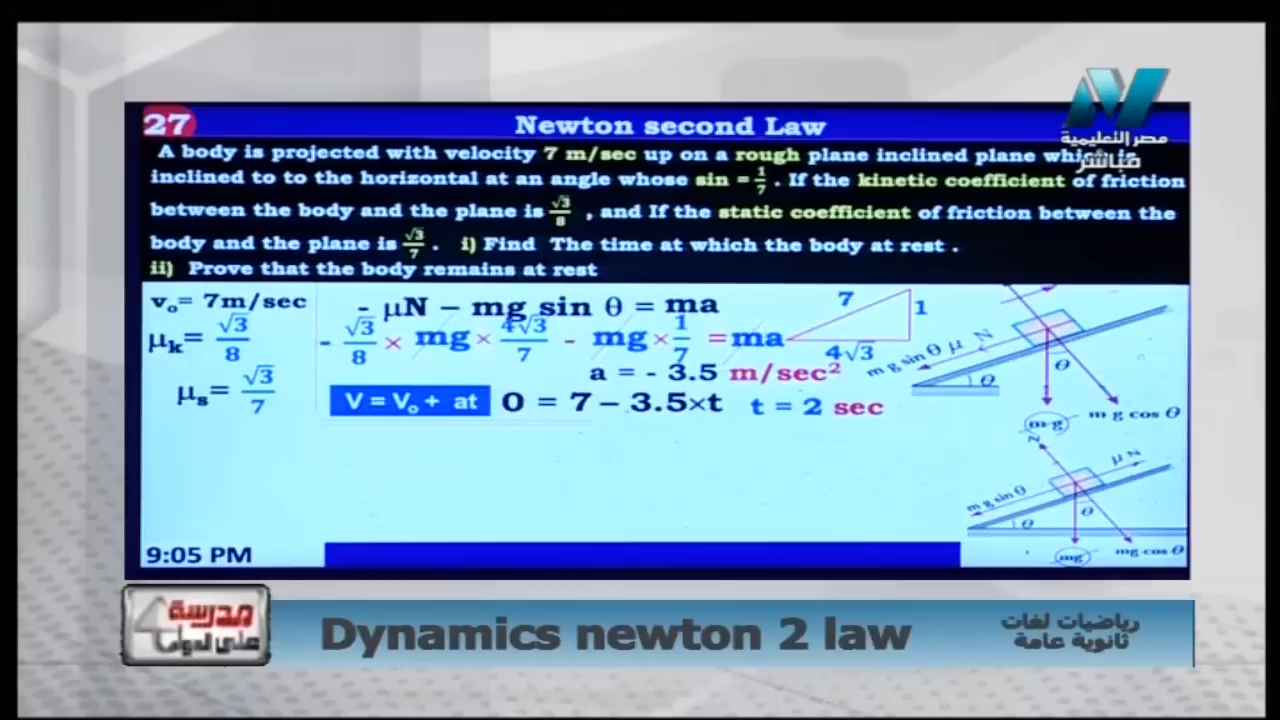 27
Newton second Law
مصر التعليمية
مباشر
A body is projected with velocity 7 m/sec up on a rough plane inclined plane which is
inclined to to the horizontal at an angle whose sin = 1/7 . If the kinetic coefficient of friction
between the body and the plane is √3/8 , and If the static coefficient of friction between the
body and the plane is √3/7 . i) Find The time at which the body at rest .
ii) Prove that the body remains at rest
v₀= 7m/sec
μk= √3/8
μs= √3/7
- μN – mg sin θ = ma
- √3/8 × mg × 4√3/7 - mg × 1/7 = ma
a = - 3.5 m/sec²
V = V₀ + at
0 = 7 – 3.5×t
t = 2 sec
7
1
4√3
N
mg sin θ μ
θ
θ
mg
mg cos θ
N
μ N
mg sin θ
θ
θ
mg
mg cos θ
9:05 PM
مدرسة
على الهواء
Dynamics newton 2 law
رياضيات لغات
ثانوية عامة